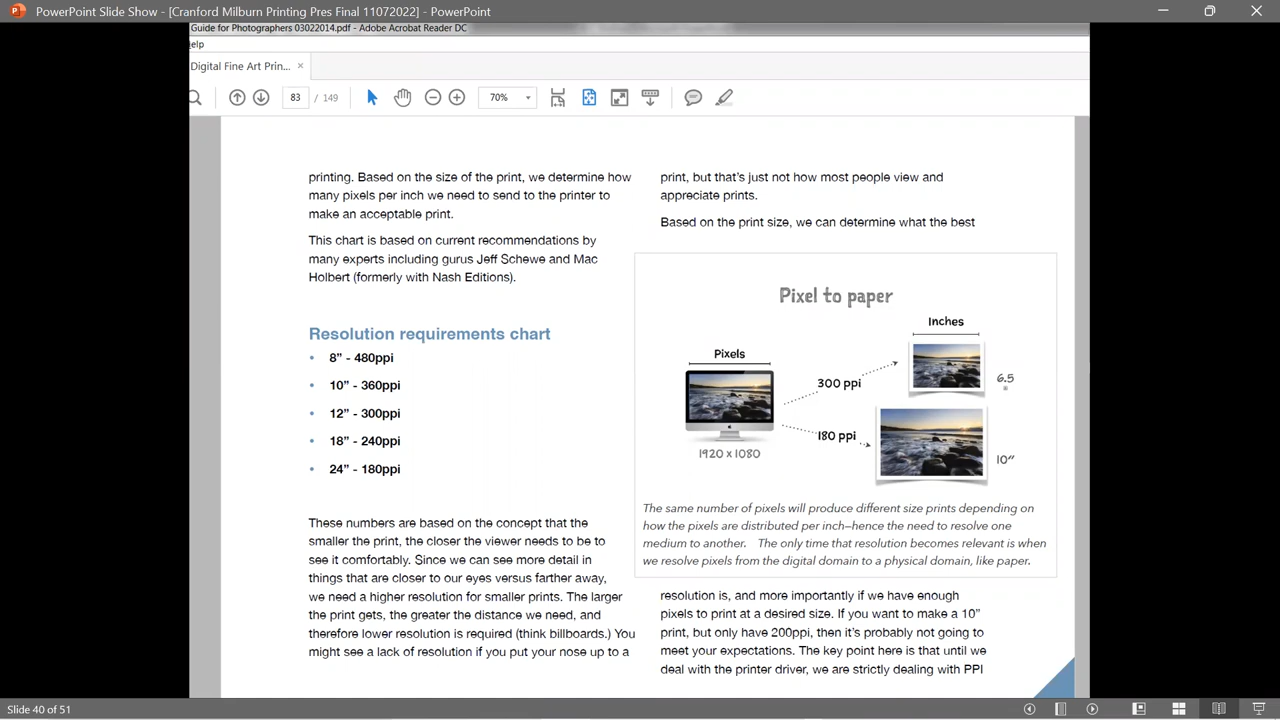 PowerPoint Slide Show - [Cranford Milburn Printing Pres Final 11072022] - PowerPoint
Guide for Photographers 03022014.pdf - Adobe Acrobat Reader DC
elp
Digital Fine Art Prin... ×
83 / 149
70%
printing. Based on the size of the print, we determine how
many pixels per inch we need to send to the printer to
make an acceptable print.
This chart is based on current recommendations by
many experts including gurus Jeff Schewe and Mac
Holbert (formerly with Nash Editions).
Resolution requirements chart
• 8” - 480ppi
• 10” - 360ppi
• 12” - 300ppi
• 18” - 240ppi
• 24” - 180ppi
These numbers are based on the concept that the
smaller the print, the closer the viewer needs to be to
see it comfortably. Since we can see more detail in
things that are closer to our eyes versus farther away,
we need a higher resolution for smaller prints. The larger
the print gets, the greater the distance we need, and
therefore lower resolution is required (think billboards.) You
might see a lack of resolution if you put your nose up to a
print, but that’s just not how most people view and
appreciate prints.
Based on the print size, we can determine what the best
Pixel to paper
Inches
Pixels
300 ppi
6.5
"
180 ppi
1920 x 1080
10”
The same number of pixels will produce different size prints depending on
how the pixels are distributed per inch—hence the need to resolve one
medium to another. The only time that resolution becomes relevant is when
we resolve pixels from the digital domain to a physical domain, like paper.
resolution is, and more importantly if we have enough
pixels to print at a desired size. If you want to make a 10”
print, but only have 200ppi, then it’s probably not going to
meet your expectations. The key point here is that until we
deal with the printer driver, we are strictly dealing with PPI
Slide 40 of 51